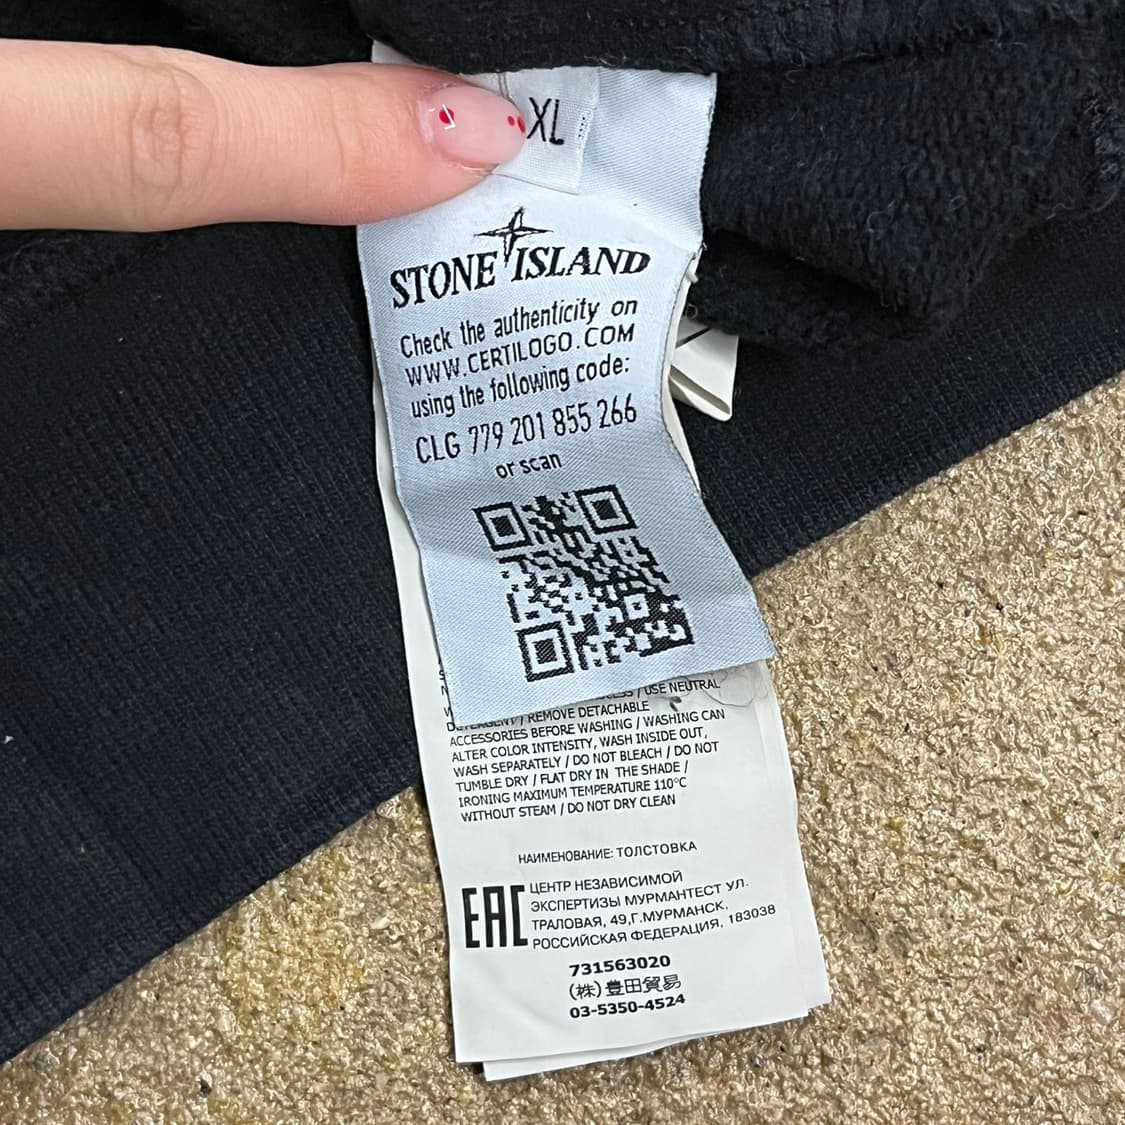 XL
STONE ISLAND
Check the authenticity on
WWW.CERTILOGO.COM
using the following code:
CLG 779 201 855 266
or scan
/ USE NEUTRAL
DETERGENT / REMOVE DETACHABLE
ACCESSORIES BEFORE WASHING / WASHING CAN
ALTER COLOR INTENSITY, WASH INSIDE OUT,
WASH SEPARATELY / DO NOT BLEACH / DO NOT
TUMBLE DRY / FLAT DRY IN THE SHADE /
IRONING MAXIMUM TEMPERATURE 110°C
WITHOUT STEAM / DO NOT DRY CLEAN
НАИМЕНОВАНИЕ: ТОЛСТОВКА
EAC
ЦЕНТР НЕЗАВИСИМОЙ
ЭКСПЕРТИЗЫ МУРМАНТЕСТ УЛ.
ТРАЛОВАЯ, 49,Г.МУРМАНСК,
РОССИЙСКАЯ ФЕДЕРАЦИЯ, 183038
731563020
(株)豊田貿易
03-5350-4524